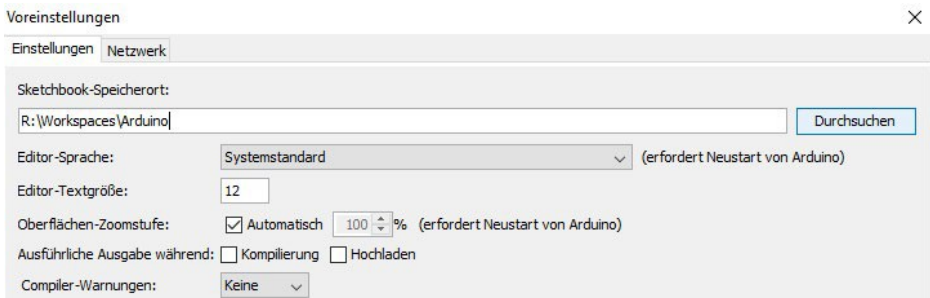 Voreinstellungen
Einstellungen Netzwerk
Sketchbook-Speicherort:
R:\Workspaces\Arduino Durchsuchen
Editor-Sprache: Systemstandard (erfordert Neustart von Arduino)
Editor-Textgröße: 12
Oberflächen-Zoomstufe: Automatisch 100 % (erfordert Neustart von Arduino)
Ausführliche Ausgabe während: Kompilierung Hochladen
Compiler-Warnungen: Keine